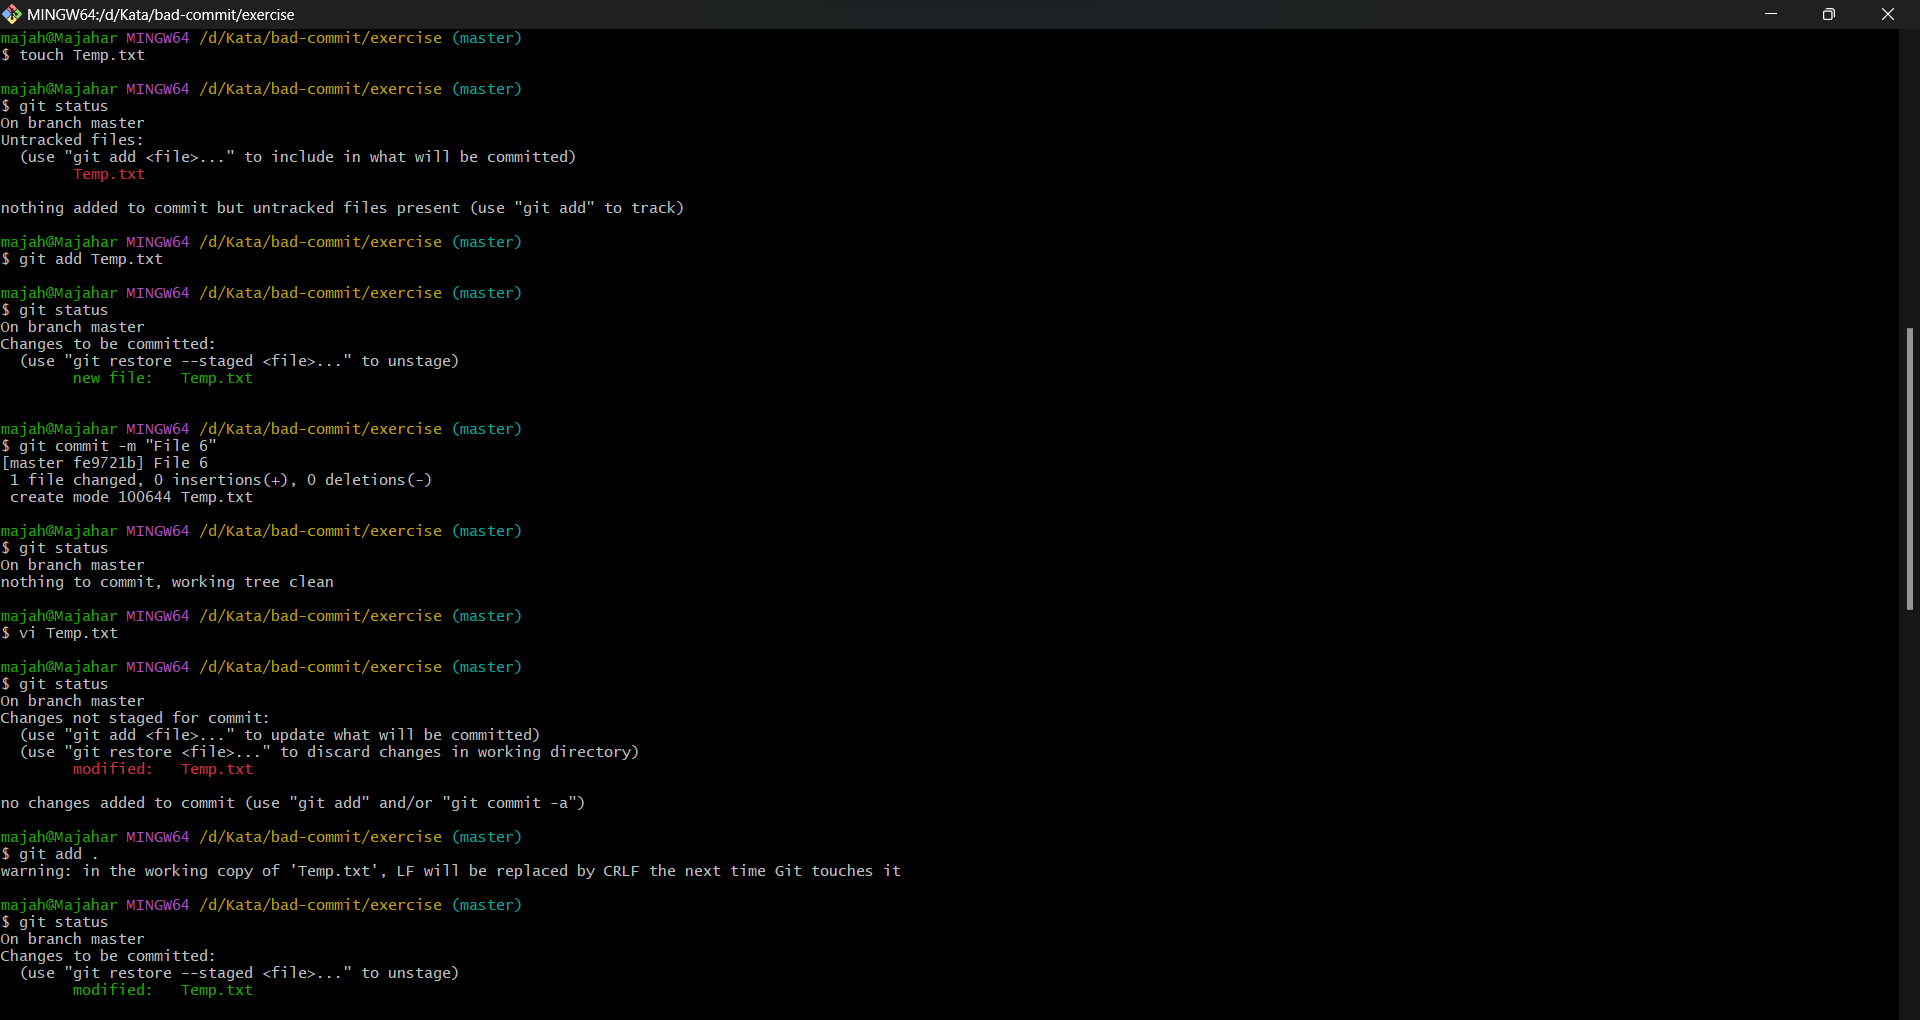 MINGW64:/d/Kata/bad-commit/exercise
majah@Majahar MINGW64 /d/Kata/bad-commit/exercise (master)
$ touch Temp.txt
majah@Majahar MINGW64 /d/Kata/bad-commit/exercise (master)
$ git status
On branch master
Untracked files:
  (use "git add <file>..." to include in what will be committed)
        Temp.txt
nothing added to commit but untracked files present (use "git add" to track)
majah@Majahar MINGW64 /d/Kata/bad-commit/exercise (master)
$ git add Temp.txt
majah@Majahar MINGW64 /d/Kata/bad-commit/exercise (master)
$ git status
On branch master
Changes to be committed:
  (use "git restore --staged <file>..." to unstage)
        new file:   Temp.txt
majah@Majahar MINGW64 /d/Kata/bad-commit/exercise (master)
$ git commit -m "File 6"
[master fe9721b] File 6
 1 file changed, 0 insertions(+), 0 deletions(-)
 create mode 100644 Temp.txt
majah@Majahar MINGW64 /d/Kata/bad-commit/exercise (master)
$ git status
On branch master
nothing to commit, working tree clean
majah@Majahar MINGW64 /d/Kata/bad-commit/exercise (master)
$ vi Temp.txt
majah@Majahar MINGW64 /d/Kata/bad-commit/exercise (master)
$ git status
On branch master
Changes not staged for commit:
  (use "git add <file>..." to update what will be committed)
  (use "git restore <file>..." to discard changes in working directory)
        modified:   Temp.txt
no changes added to commit (use "git add" and/or "git commit -a")
majah@Majahar MINGW64 /d/Kata/bad-commit/exercise (master)
$ git add .
warning: in the working copy of 'Temp.txt', LF will be replaced by CRLF the next time Git touches it
majah@Majahar MINGW64 /d/Kata/bad-commit/exercise (master)
$ git status
On branch master
Changes to be committed:
  (use "git restore --staged <file>..." to unstage)
        modified:   Temp.txt